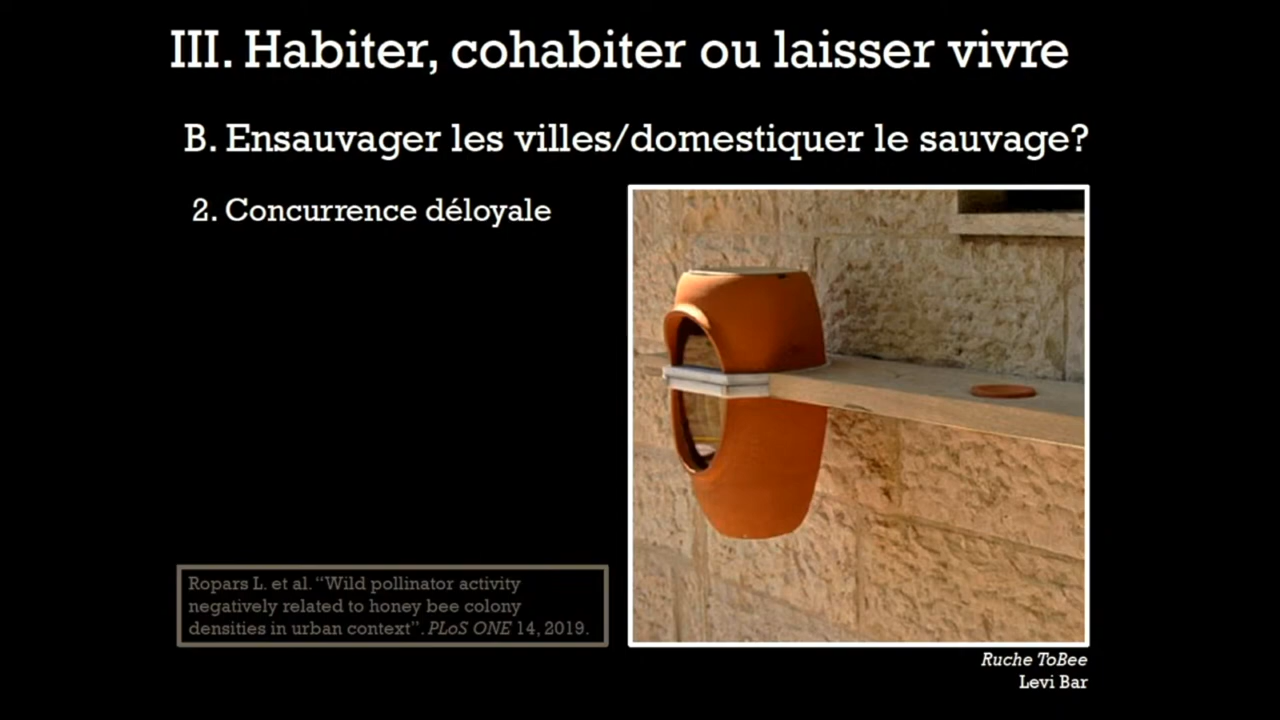 III. Habiter, cohabiter ou laisser vivre
B. Ensauvager les villes/domestiquer le sauvage?
2. Concurrence déloyale
Ropars L. et al. “Wild pollinator activity
negatively related to honey bee colony
densities in urban context”. PLoS ONE 14, 2019.
Ruche ToBee
Levi Bar